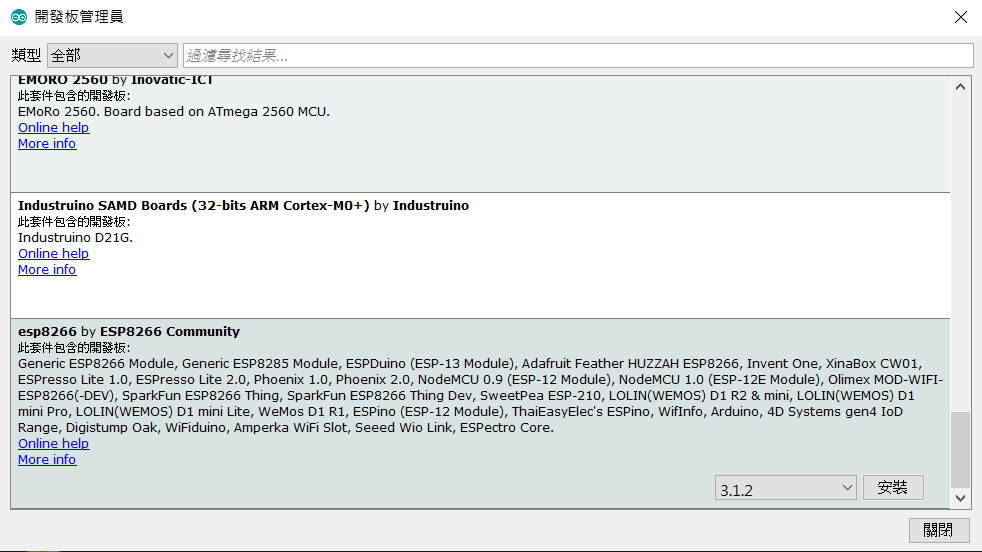 開發板管理員
類型 全部 過濾尋找結果...
EMORO 2560 by Inovatic-ICT
此套件包含的開發板:
EMoRo 2560. Board based on ATmega 2560 MCU.
Online help
More info
Industruino SAMD Boards (32-bits ARM Cortex-M0+) by Industruino
此套件包含的開發板:
Industruino D21G.
Online help
More info
esp8266 by ESP8266 Community
此套件包含的開發板:
Generic ESP8266 Module, Generic ESP8285 Module, ESPDuino (ESP-13 Module), Adafruit Feather HUZZAH ESP8266, Invent One, XinaBox CW01,
ESPresso Lite 1.0, ESPresso Lite 2.0, Phoenix 1.0, Phoenix 2.0, NodeMCU 0.9 (ESP-12 Module), NodeMCU 1.0 (ESP-12E Module), Olimex MOD-WIFI-
ESP8266(-DEV), SparkFun ESP8266 Thing, SparkFun ESP8266 Thing Dev, SweetPea ESP-210, LOLIN(WEMOS) D1 R2 & mini, LOLIN(WEMOS) D1
mini Pro, LOLIN(WEMOS) D1 mini Lite, WeMos D1 R1, ESPino (ESP-12 Module), ThaiEasyElec's ESPino, WifInfo, Arduino, 4D Systems gen4 IoD
Range, Digistump Oak, WiFiduino, Amperka WiFi Slot, Seeed Wio Link, ESPectro Core.
Online help
More info
3.1.2 安裝
關閉